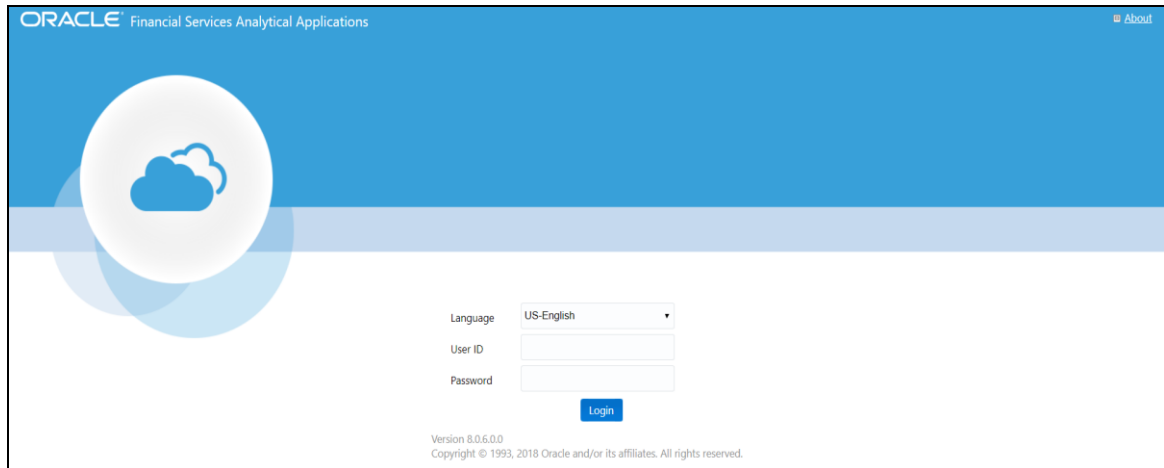 ORACLE® Financial Services Analytical Applications
About
Language US-English
User ID
Password
Login
Version 8.0.6.0.0
Copyright © 1993, 2018 Oracle and/or its affiliates. All rights reserved.